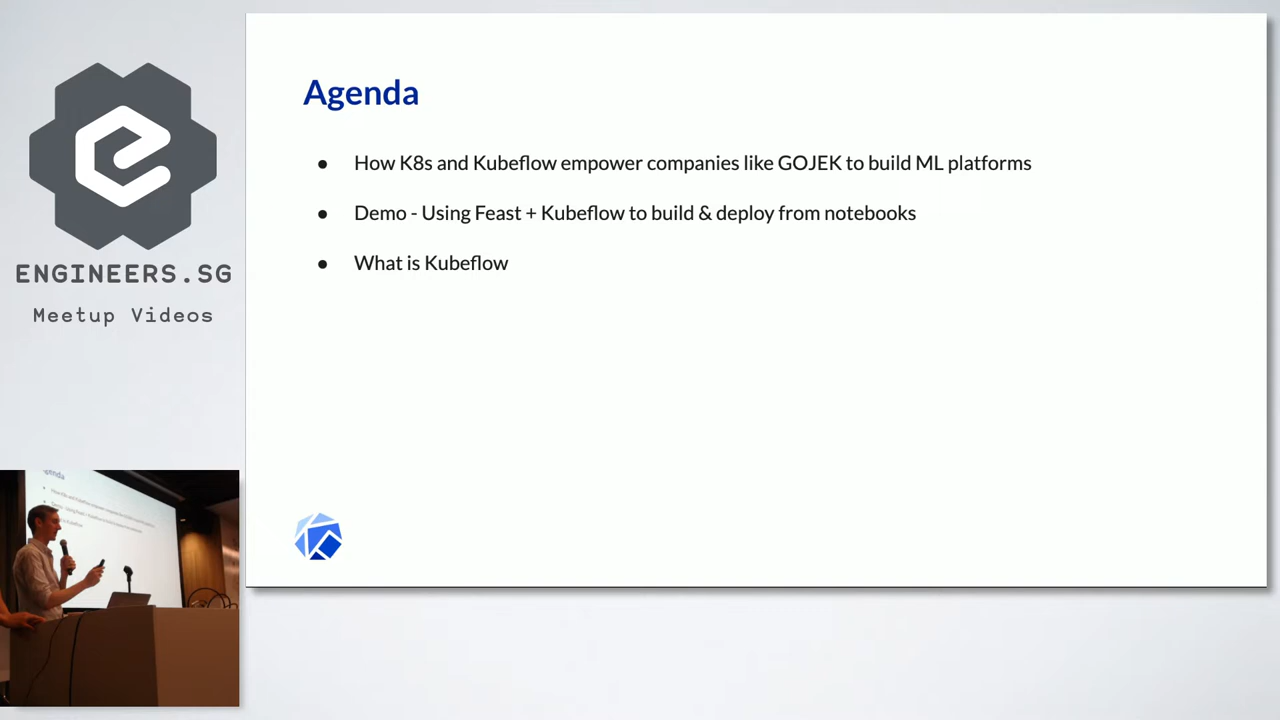 ENGINEERS.SG
Meetup Videos
Agenda
● How K8s and Kubeflow empower companies like GOJEK to build ML platforms
● Demo - Using Feast + Kubeflow to build & deploy from notebooks
● What is Kubeflow